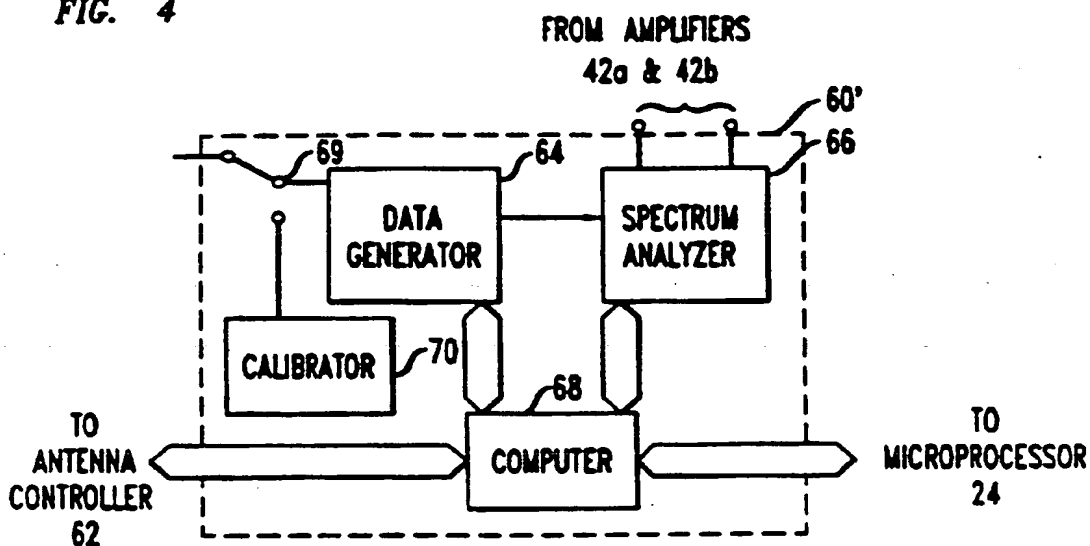 FIG. 4
FROM AMPLIFIERS
42a & 42b
60'
69
64
66
DATA
GENERATOR
SPECTRUM
ANALYZER
CALIBRATOR
70
68
COMPUTER
TO
ANTENNA
CONTROLLER
62
TO
MICROPROCESSOR
24